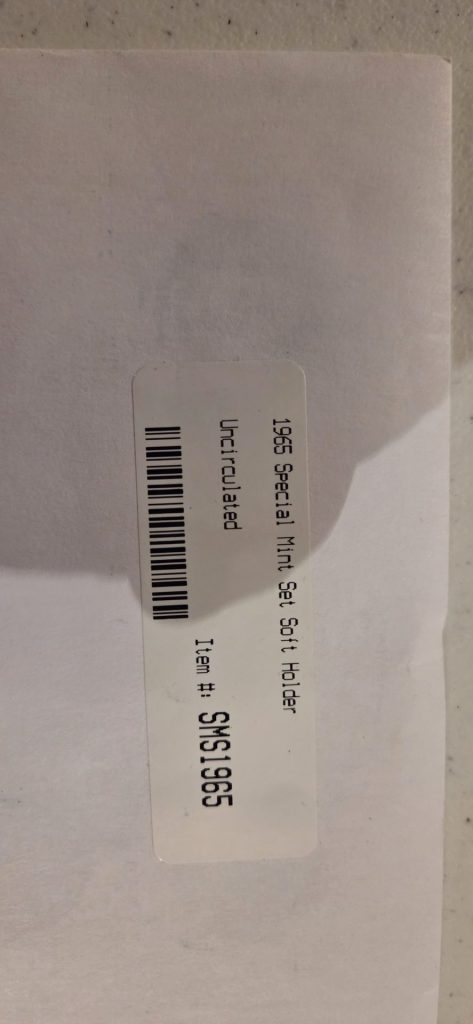 1965 Special Mint Set Soft Holder
Uncirculated
Item #: SMS1965